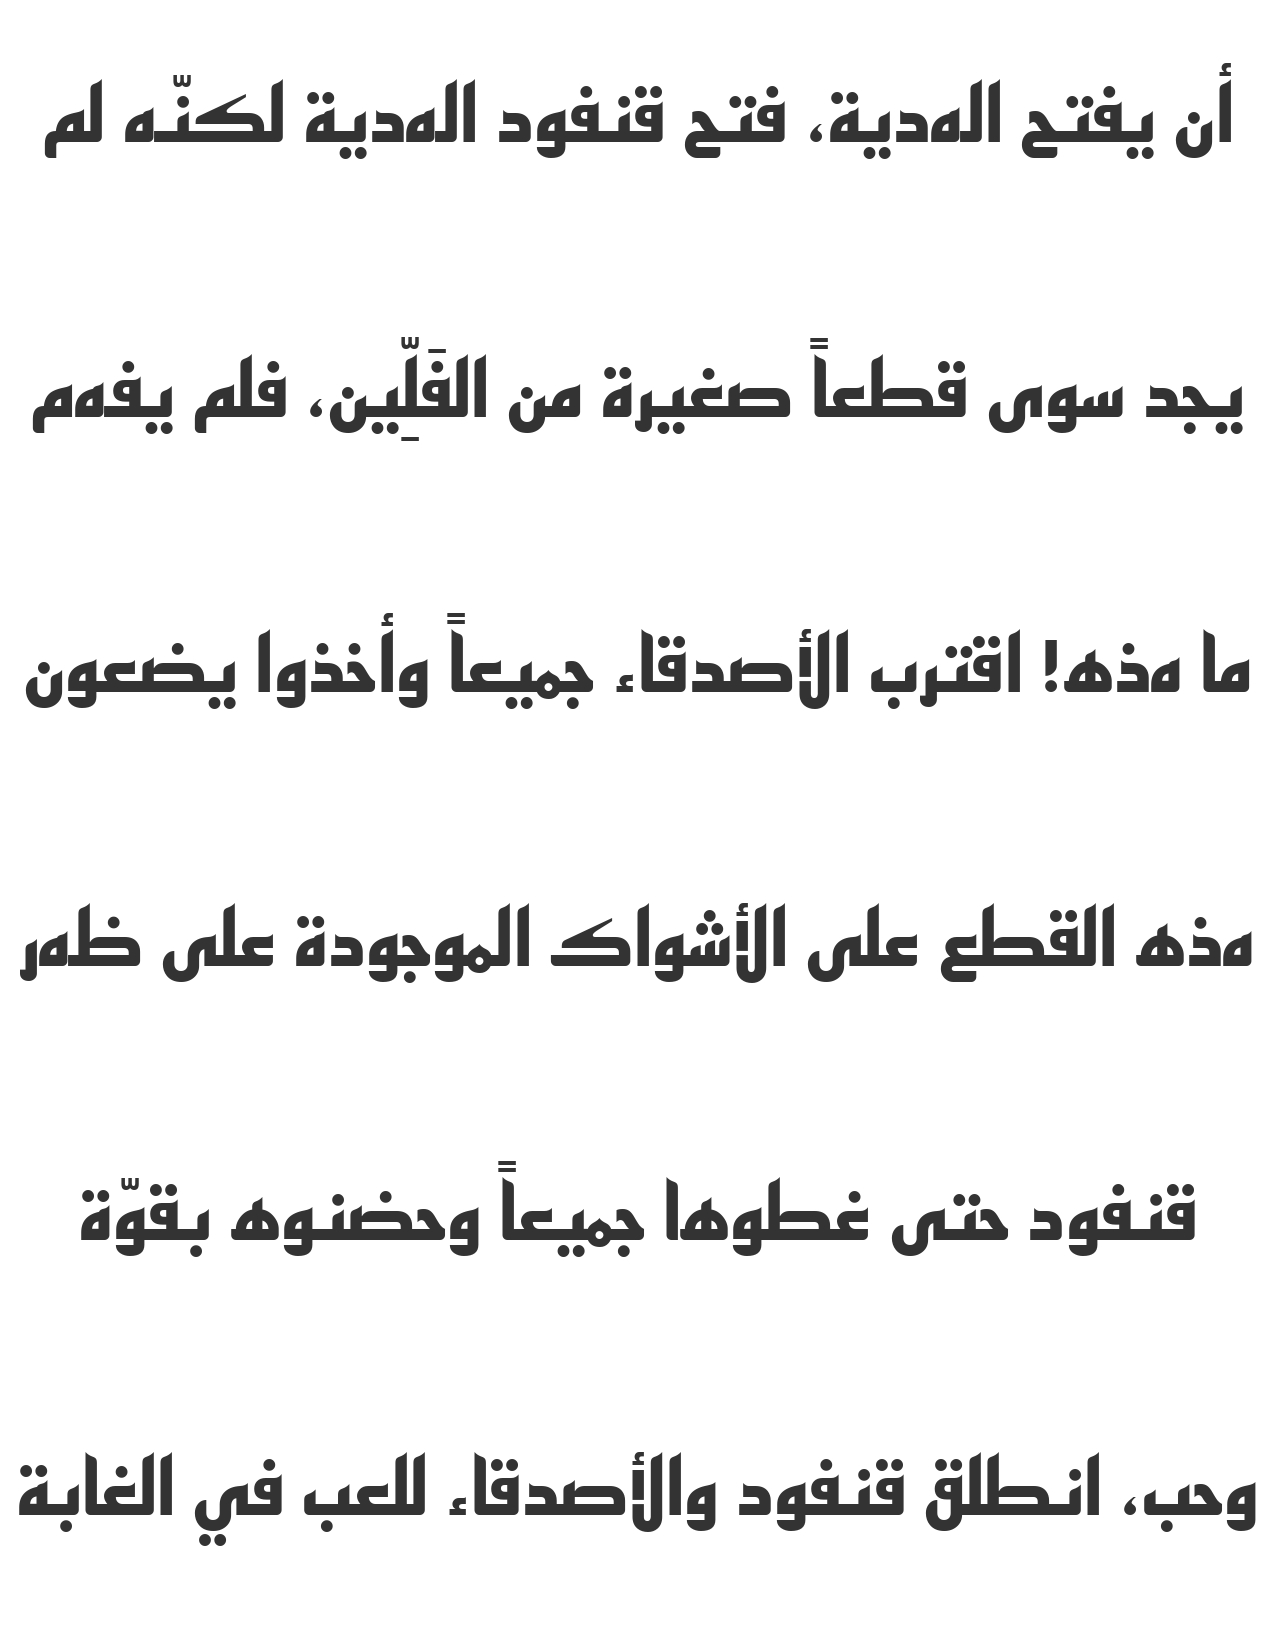 أن يفتح الهدية، فتح قنفود الهدية لكنّه لم
يجد سوى قطعاً صغيرة من الفَلِّين، فلم يفهم
ما هذه! اقترب الأصدقاء جميعاً وأخذوا يضعون
هذه القطع على الأشواك الموجودة على ظهر
قنفود حتى غطوها جميعاً وحضنوه بقوّة
وحب، انطلق قنفود والأصدقاء للعب في الغابة